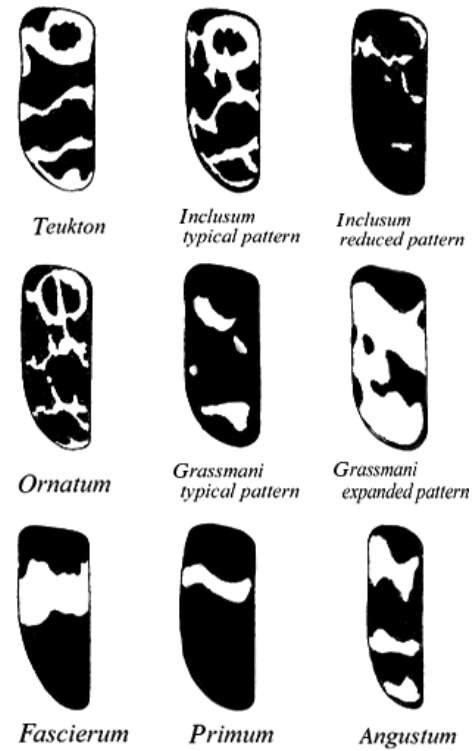 Teukton
Inclusum
typical pattern
Inclusum
reduced pattern
Ornatum
Grassmani
typical pattern
Grassmani
expanded pattern
Fascierum
Primum
Angustum